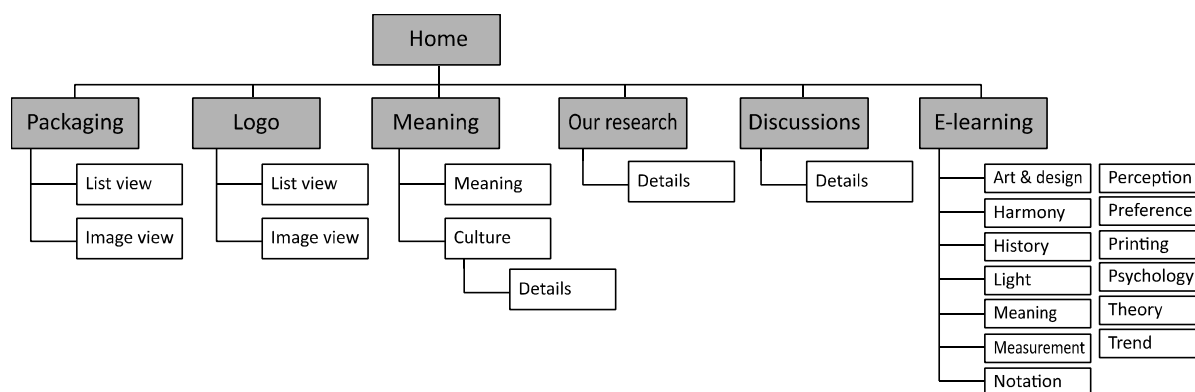 Home
Packaging
Logo
Meaning
Our research
Discussions
E-learning
List view
Image view
List view
Image view
Meaning
Culture
Details
Details
Details
Art & design
Harmony
History
Light
Meaning
Measurement
Notation
Perception
Preference
Printing
Psychology
Theory
Trend